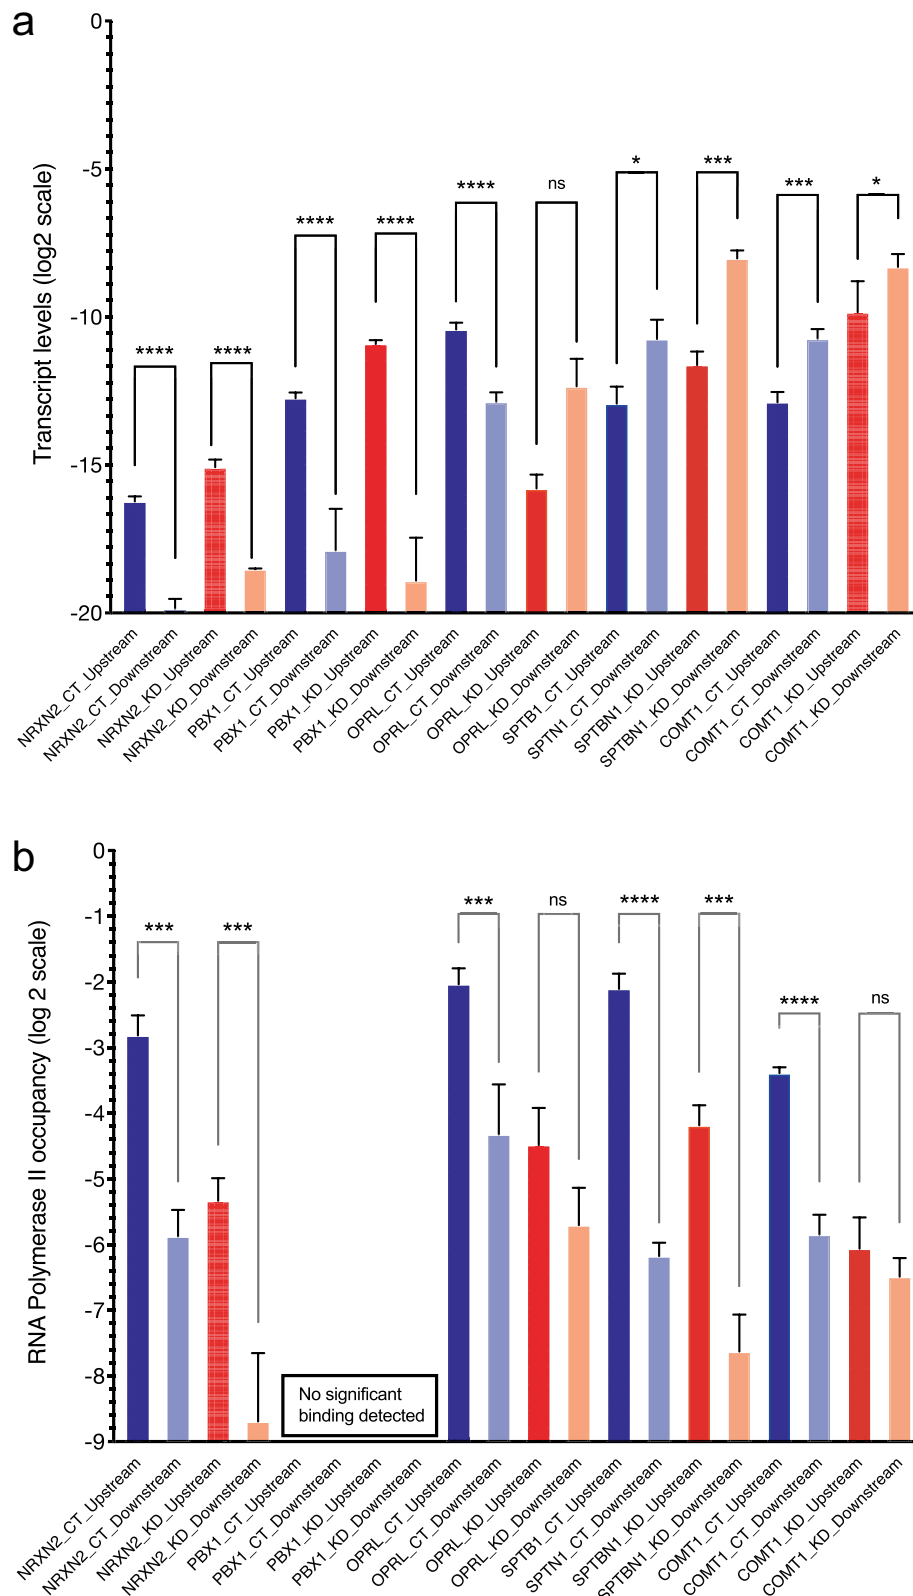 a
Transcript levels (log2 scale)
0
-5
-10
-15
-20
**** **** **** **** **** ns * *** *** *
NRXN2_CT_Upstream
NRXN2_CT_Downstream
NRXN2_KD_Upstream
NRXN2_KD_Downstream
PBX1_CT_Upstream
PBX1_CT_Downstream
PBX1_KD_Upstream
PBX1_KD_Downstream
OPRL_CT_Upstream
OPRL_CT_Downstream
OPRL_KD_Upstream
OPRL_KD_Downstream
SPTB1_CT_Upstream
SPTN1_CT_Downstream
SPTBN1_KD_Upstream
SPTBN1_KD_Downstream
COMT1_CT_Upstream
COMT1_CT_Downstream
COMT1_KD_Upstream
COMT1_KD_Downstream
b
RNA Polymerase II occupancy (log 2 scale)
0
-1
-2
-3
-4
-5
-6
-7
-8
-9
*** *** *** ns **** *** **** ns
No significant
binding detected
NRXN2_CT_Upstream
NRXN2_CT_Downstream
NRXN2_KD_Upstream
NRXN2_KD_Downstream
PBX1_CT_Upstream
PBX1_CT_Downstream
PBX1_KD_Upstream
PBX1_KD_Downstream
OPRL_CT_Upstream
OPRL_CT_Downstream
OPRL_KD_Upstream
OPRL_KD_Downstream
SPTB1_CT_Upstream
SPTN1_CT_Downstream
SPTBN1_KD_Upstream
SPTBN1_KD_Downstream
COMT1_CT_Upstream
COMT1_CT_Downstream
COMT1_KD_Upstream
COMT1_KD_Downstream